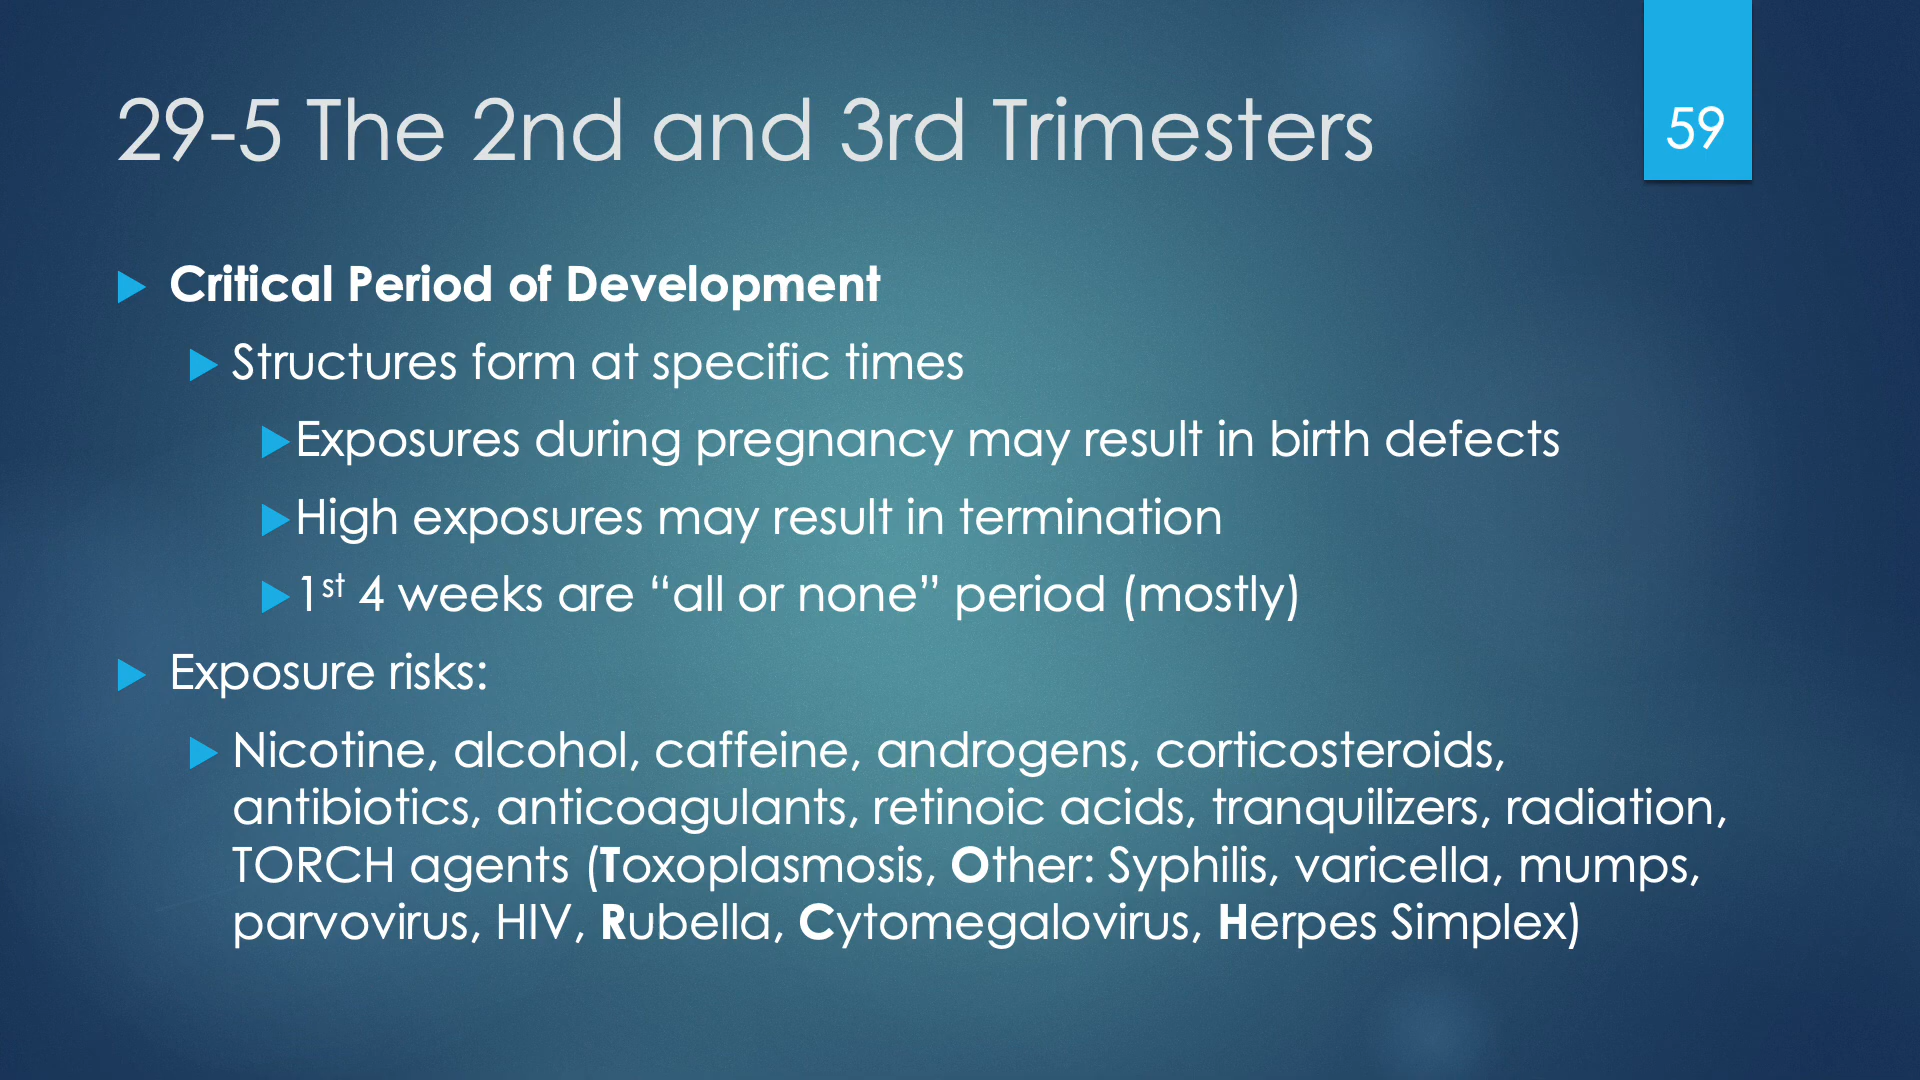 29-5 The 2nd and 3rd Trimesters
59
Critical Period of Development
Structures form at specific times
Exposures during pregnancy may result in birth defects
High exposures may result in termination
1st 4 weeks are “all or none” period (mostly)
Exposure risks:
Nicotine, alcohol, caffeine, androgens, corticosteroids,
antibiotics, anticoagulants, retinoic acids, tranquilizers, radiation,
TORCH agents (Toxoplasmosis, Other: Syphilis, varicella, mumps,
parvovirus, HIV, Rubella, Cytomegalovirus, Herpes Simplex)